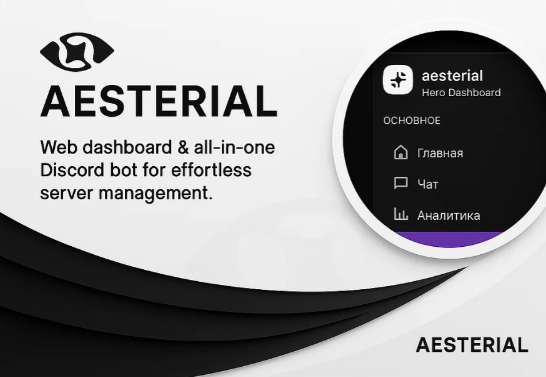 AESTERIAL
Web dashboard & all-in-one
Discord bot for effortless
server management.
aesterial
Hero Dashboard
ОСНОВНОЕ
Главная
Чат
Аналитика
AESTERIAL